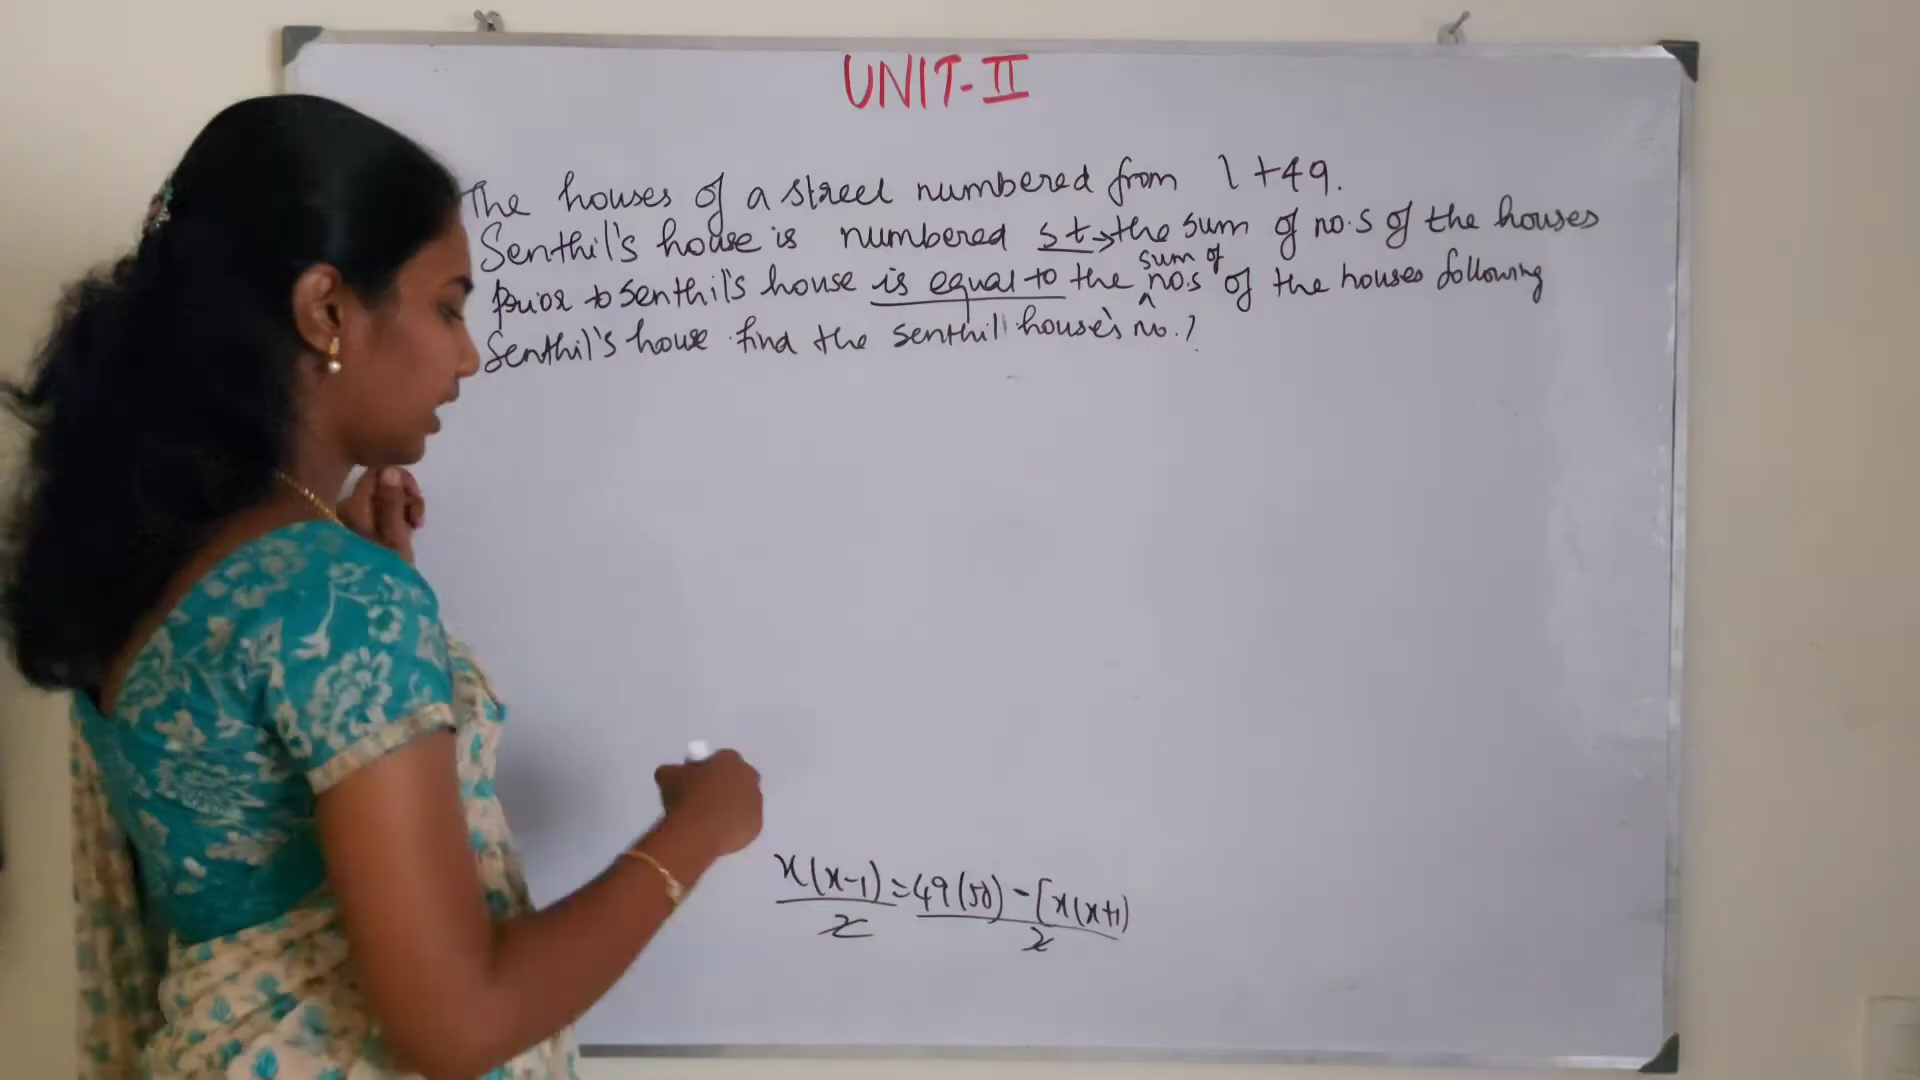 UNIT-II
The houses of a street numbered from 1 to 49.
Senthil's house is numbered s t the sum of no.s of the houses
sum of
prior to senthil's house is equal to the no.s of the houses following
Senthil's house. find the senthil house's no.?
x(x-1)/2 = 49(50) - [x(x+1)/2